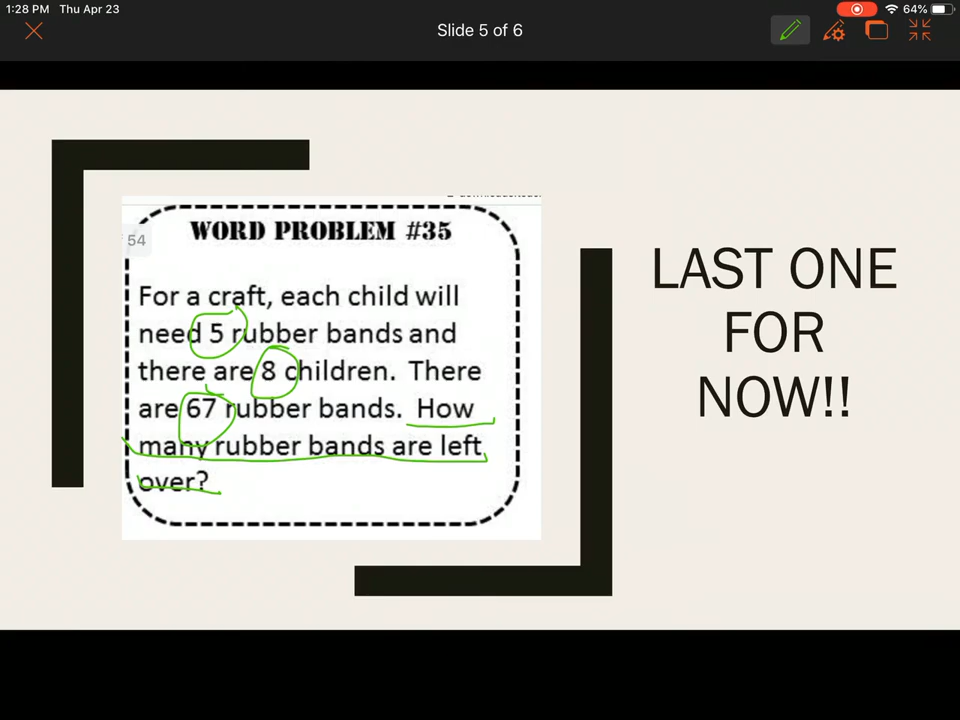 1:28 PM Thu Apr 23
64%
Slide 5 of 6
54
WORD PROBLEM #35
For a craft, each child will
need 5 rubber bands and
there are 8 children. There
are 67 rubber bands. How
many rubber bands are left
over?
LAST ONE
FOR
NOW!!